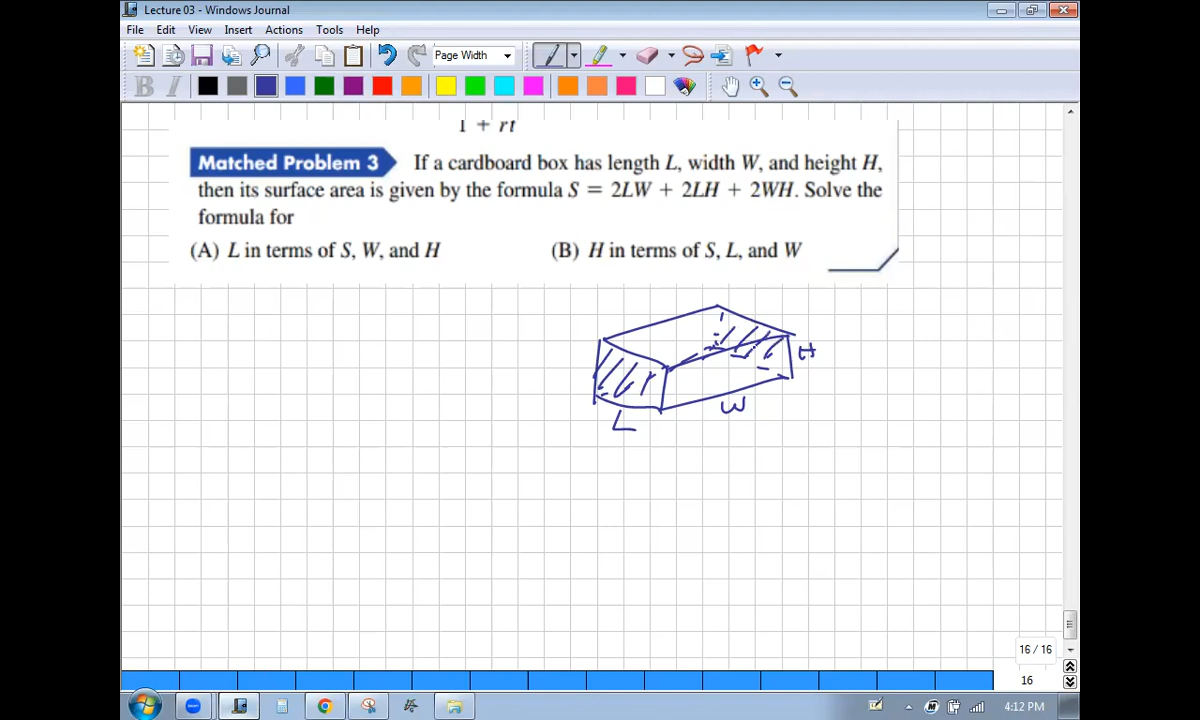 Lecture 03 - Windows Journal
File Edit View Insert Actions Tools Help
Page Width
B I
1 + rt
Matched Problem 3 If a cardboard box has length L, width W, and height H,
then its surface area is given by the formula S = 2LW + 2LH + 2WH. Solve the
formula for
(A) L in terms of S, W, and H (B) H in terms of S, L, and W
H
W
L
16 / 16
16
4:12 PM